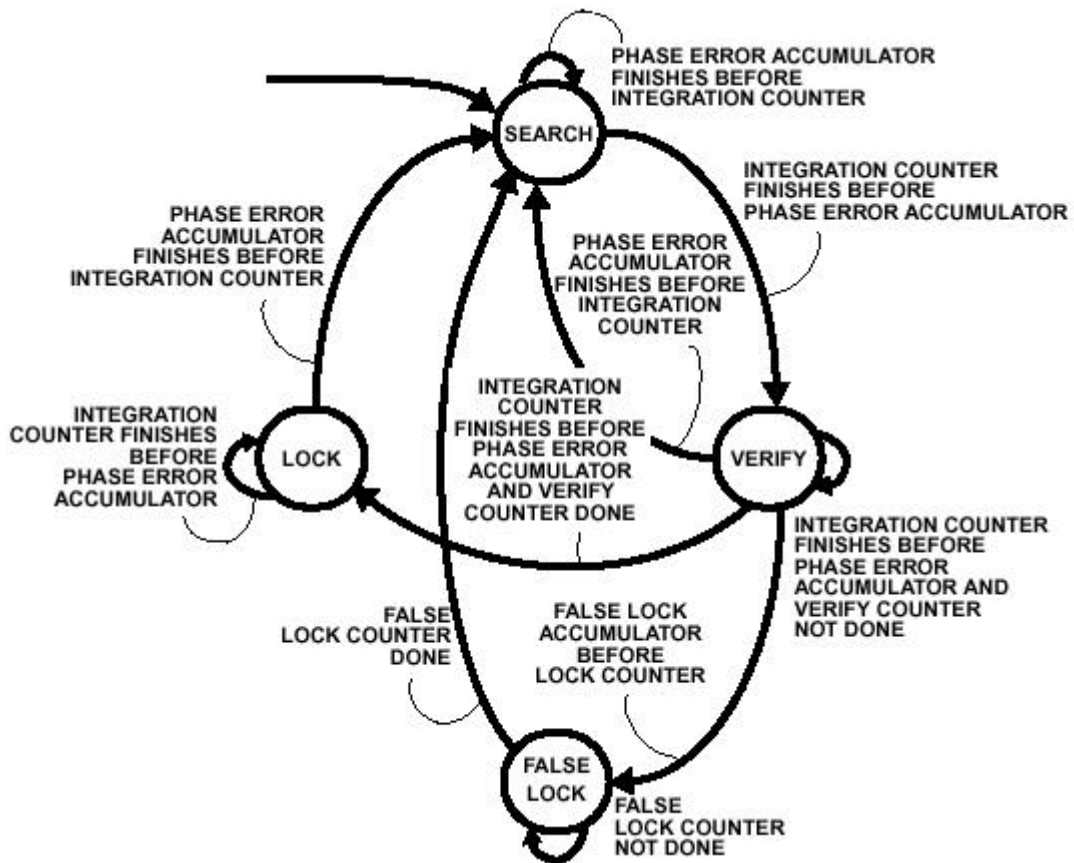 PHASE ERROR ACCUMULATOR
FINISHES BEFORE
INTEGRATION COUNTER
SEARCH
INTEGRATION COUNTER
FINISHES BEFORE
PHASE ERROR ACCUMULATOR
PHASE ERROR
ACCUMULATOR
FINISHES BEFORE
INTEGRATION COUNTER
PHASE ERROR
ACCUMULATOR
FINISHES BEFORE
INTEGRATION
COUNTER
INTEGRATION
COUNTER
FINISHES BEFORE
PHASE ERROR
ACCUMULATOR
AND VERIFY
COUNTER DONE
INTEGRATION
COUNTER FINISHES
BEFORE
PHASE ERROR
ACCUMULATOR
LOCK
VERIFY
INTEGRATION COUNTER
FINISHES BEFORE
PHASE ERROR
ACCUMULATOR AND
VERIFY COUNTER
NOT DONE
FALSE
LOCK COUNTER
DONE
FALSE LOCK
ACCUMULATOR
BEFORE
LOCK COUNTER
FALSE
LOCK
FALSE
LOCK COUNTER
NOT DONE